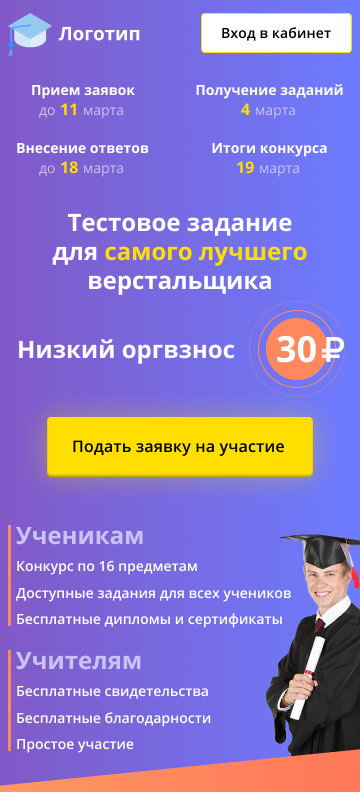 Логотип
Вход в кабинет
Прием заявок
до 11 марта
Получение заданий
4 марта
Внесение ответов
до 18 марта
Итоги конкурса
19 марта
Тестовое задание
для самого лучшего
верстальщика
Низкий оргвзнос
30₽
Подать заявку на участие
Ученикам
Конкурс по 16 предметам
Доступные задания для всех учеников
Бесплатные дипломы и сертификаты
Учителям
Бесплатные свидетельства
Бесплатные благодарности
Простое участие